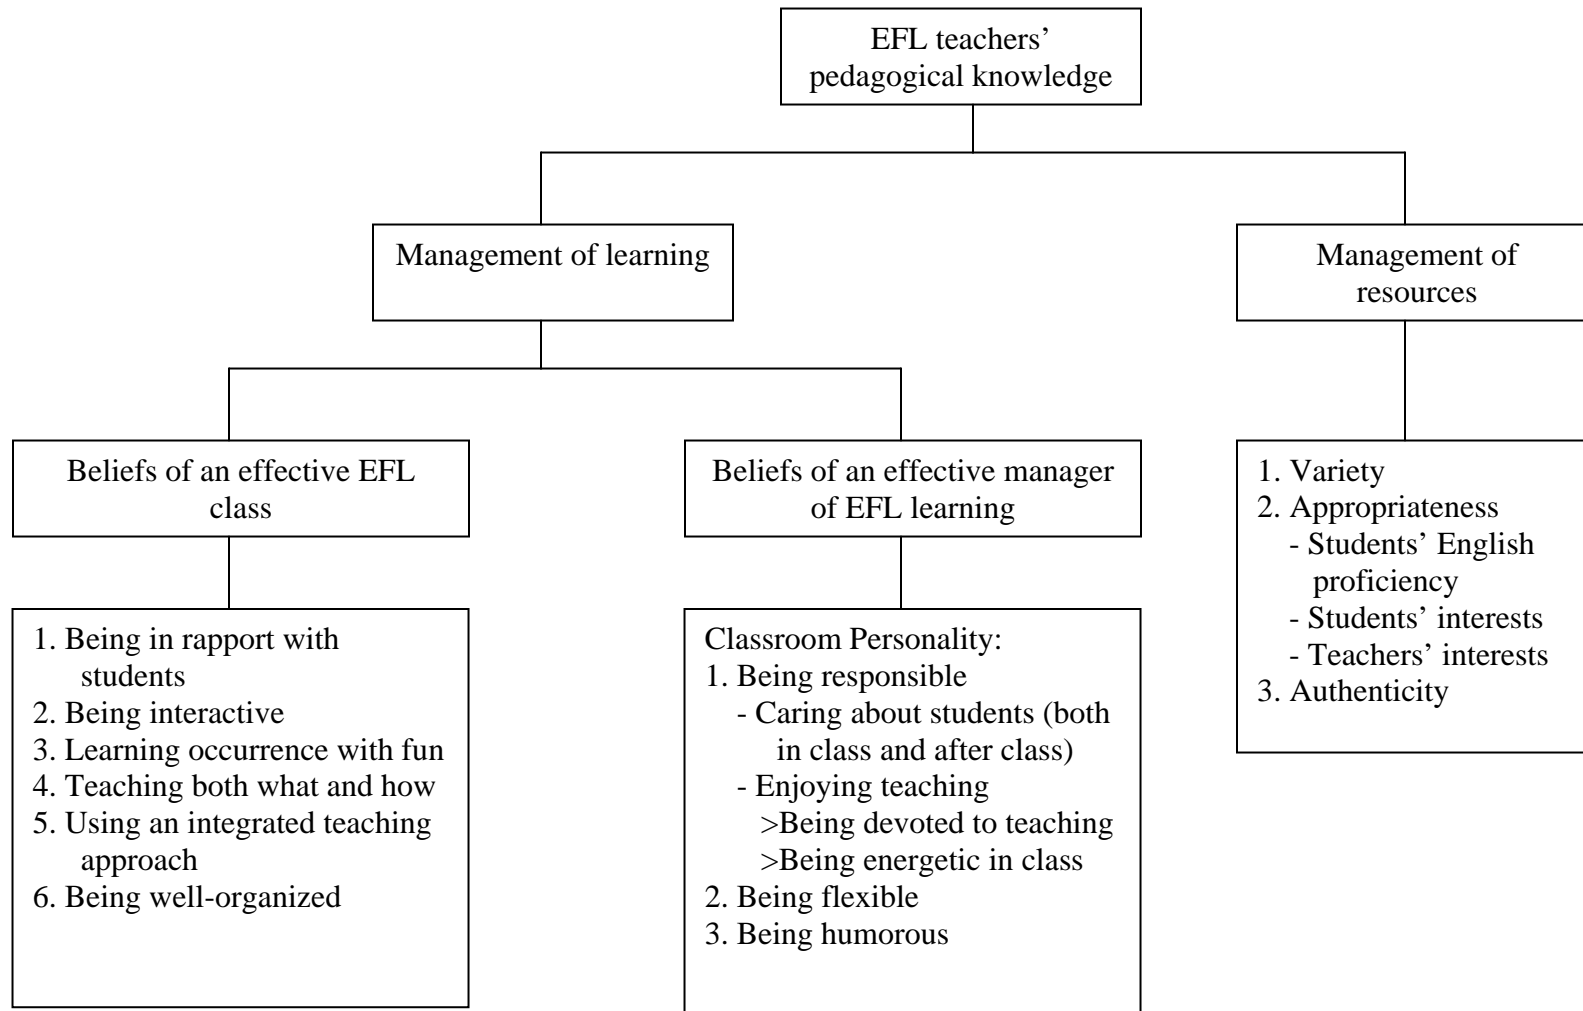 EFL teachers’
pedagogical knowledge
Management of learning
Management of
resources
Beliefs of an effective EFL
class
Beliefs of an effective manager
of EFL learning
1. Variety
2. Appropriateness
- Students’ English
proficiency
- Students’ interests
- Teachers’ interests
3. Authenticity
1. Being in rapport with
students
2. Being interactive
3. Learning occurrence with fun
4. Teaching both what and how
5. Using an integrated teaching
approach
6. Being well-organized
Classroom Personality:
1. Being responsible
- Caring about students (both
in class and after class)
- Enjoying teaching
>Being devoted to teaching
>Being energetic in class
2. Being flexible
3. Being humorous